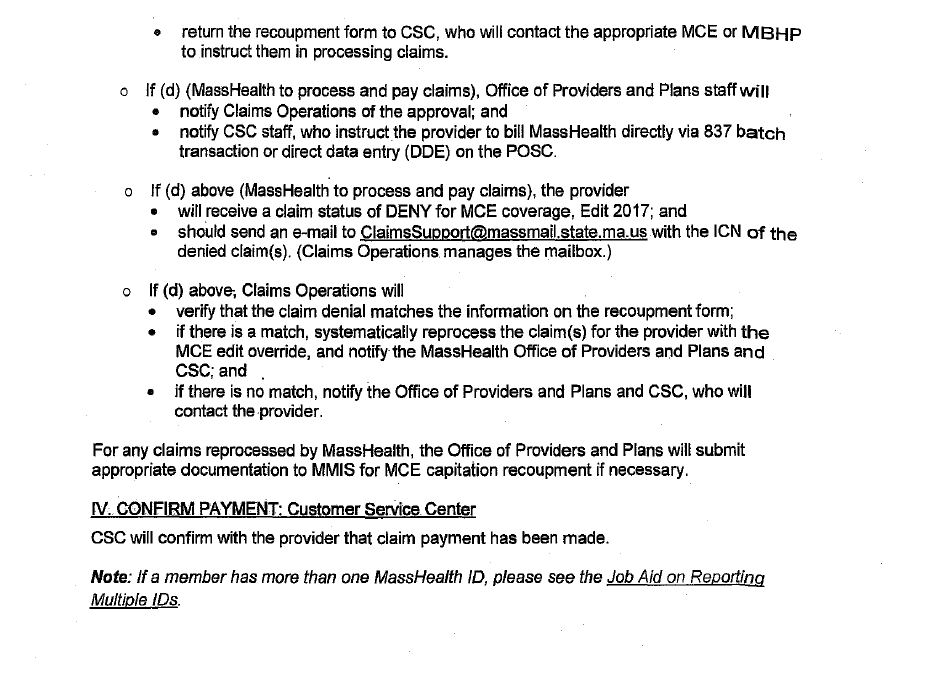 • return the recoupment form to CSC, who will contact the appropriate MCE or MBHP
to instruct them in processing claims.
o If (d) (MassHealth to process and pay claims), Office of Providers and Plans staff will
• notify Claims Operations of the approval; and
• notify CSC staff, who instruct the provider to bill MassHealth directly via 837 batch
transaction or direct data entry (DDE) on the POSC.
o If (d) above (MassHealth to process and pay claims), the provider
• will receive a claim status of DENY for MCE coverage, Edit 2017; and
• should send an e-mail to ClaimsSupport@massmail.state.ma.us with the ICN of the
denied claim(s). (Claims Operations manages the mailbox.)
o If (d) above, Claims Operations will
• verify that the claim denial matches the information on the recoupment form;
• if there is a match, systematically reprocess the claim(s) for the provider with the
MCE edit override, and notify the MassHealth Office of Providers and Plans and
CSC; and
• if there is no match, notify the Office of Providers and Plans and CSC, who will
contact the provider.
For any claims reprocessed by MassHealth, the Office of Providers and Plans will submit
appropriate documentation to MMIS for MCE capitation recoupment if necessary.
IV. CONFIRM PAYMENT: Customer Service Center
CSC will confirm with the provider that claim payment has been made.
Note: If a member has more than one MassHealth ID, please see the Job Aid on Reporting
Multiple IDs.